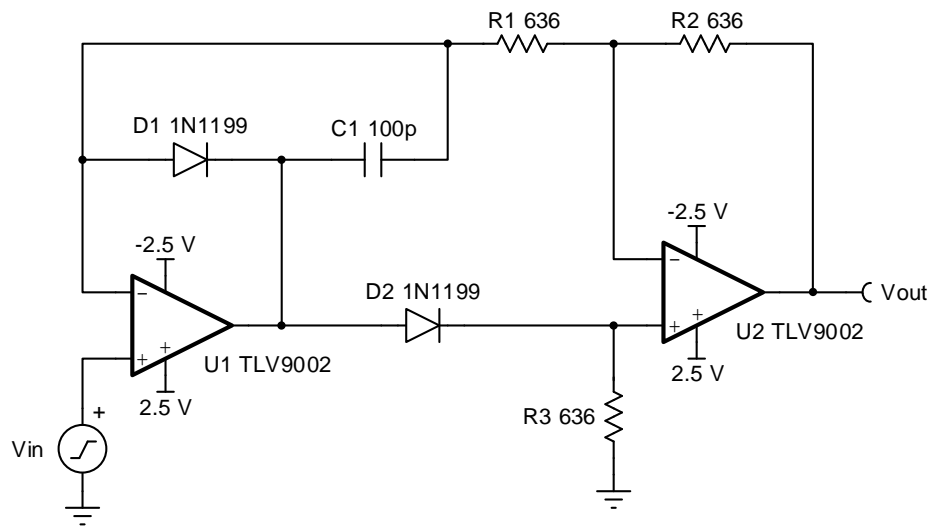 R1 636
R2 636
D1 1N1199
C1 100p
-2.5 V
-2.5 V
D2 1N1199
Vout
U1 TLV9002
U2 TLV9002
2.5 V
2.5 V
R3 636
Vin